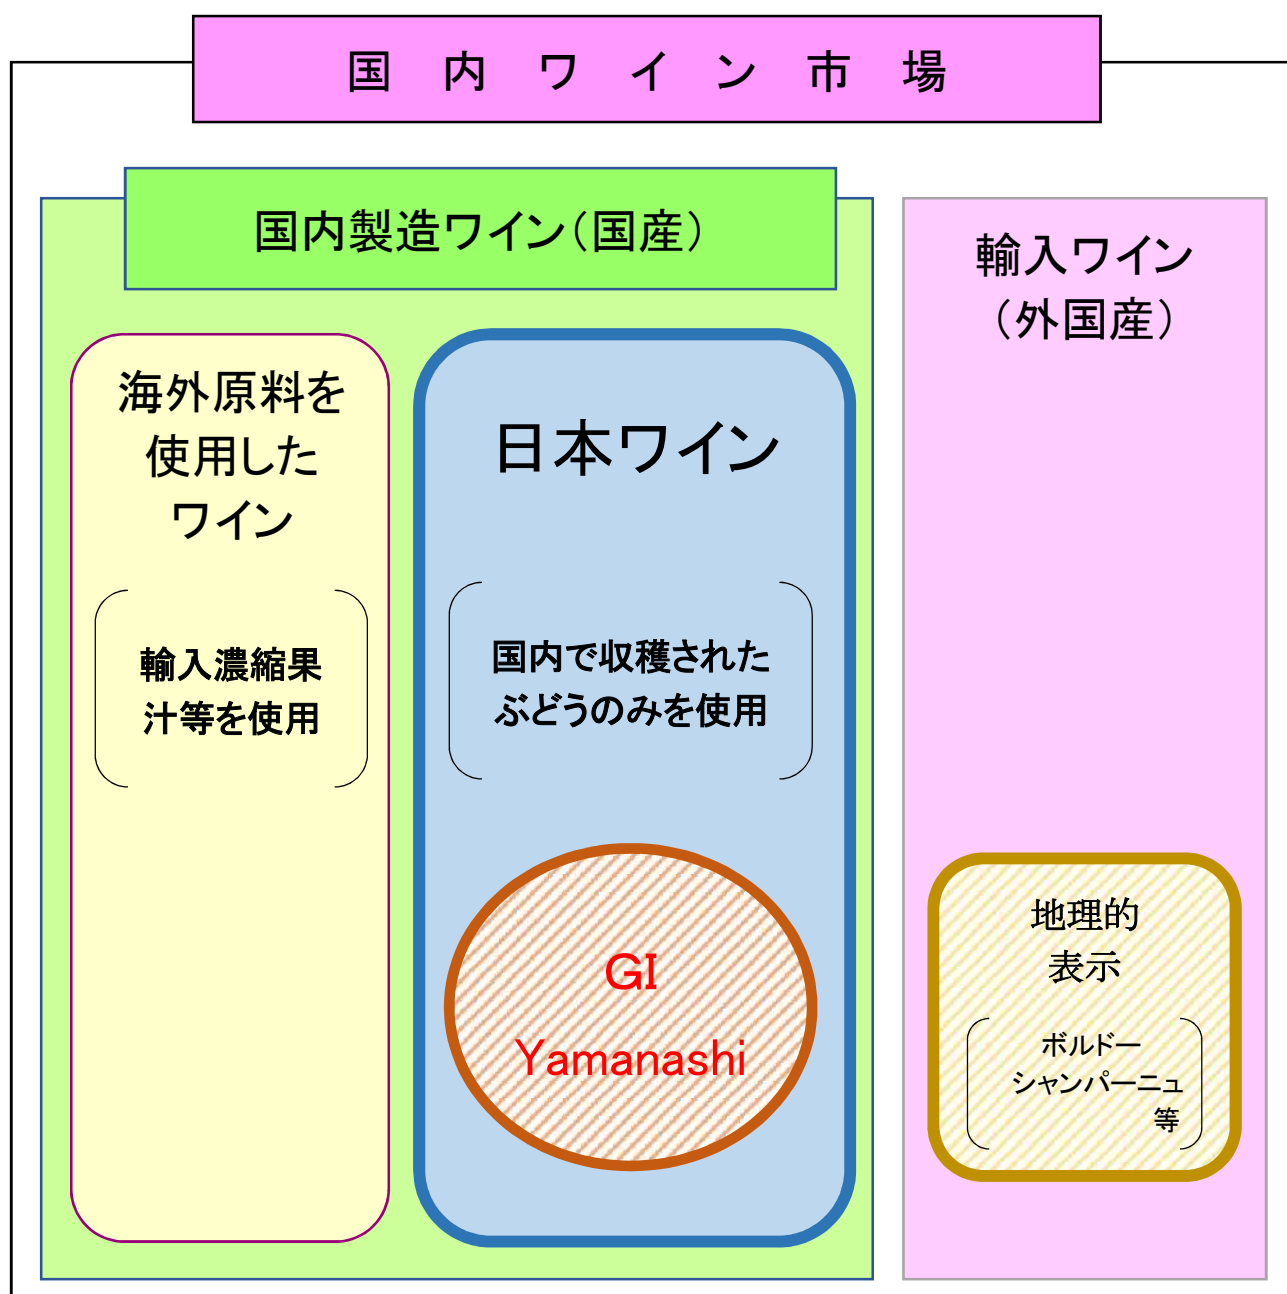 国内ワイン市場
国内製造ワイン（国産）
海外原料を
使用した
ワイン
輸入濃縮果
汁等を使用
日本ワイン
国内で収穫された
ぶどうのみを使用
GI
Yamanashi
輸入ワイン
（外国産）
地理的
表示
ボルドー
シャンパーニュ
等